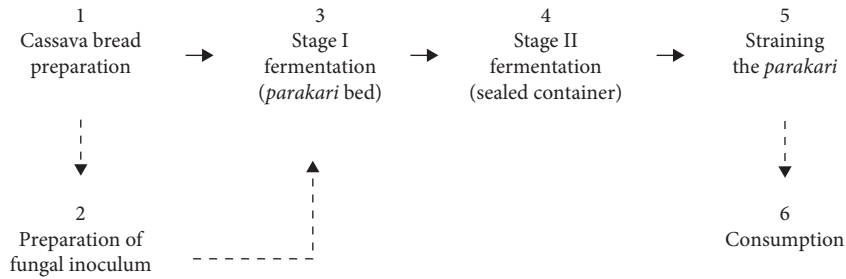 1
Cassava bread
preparation
3
Stage I
fermentation
(parakari bed)
4
Stage II
fermentation
(sealed container)
5
Straining
the parakari
2
Preparation of
fungal inoculum
6
Consumption